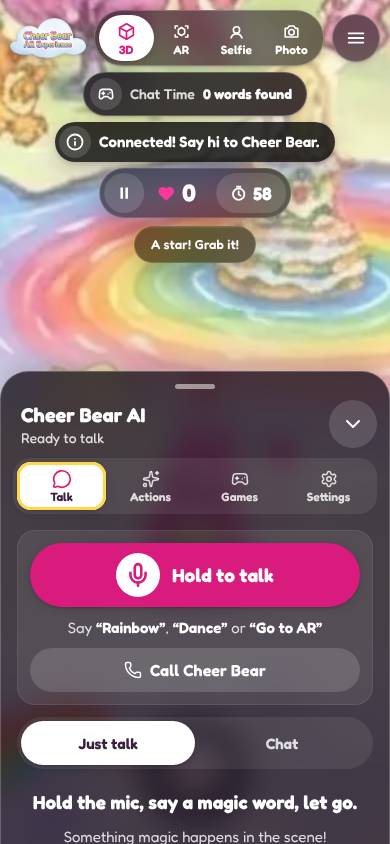 Cheer Bear
AR Experience
3D
AR
Selfie
Photo
Chat Time 0 words found
Connected! Say hi to Cheer Bear.
0
58
A star! Grab it!
Cheer Bear AI
Ready to talk
Talk
Actions
Games
Settings
Hold to talk
Say “Rainbow”, “Dance” or “Go to AR”
Call Cheer Bear
Just talk
Chat
Hold the mic, say a magic word, let go.
Something magic happens in the scene!